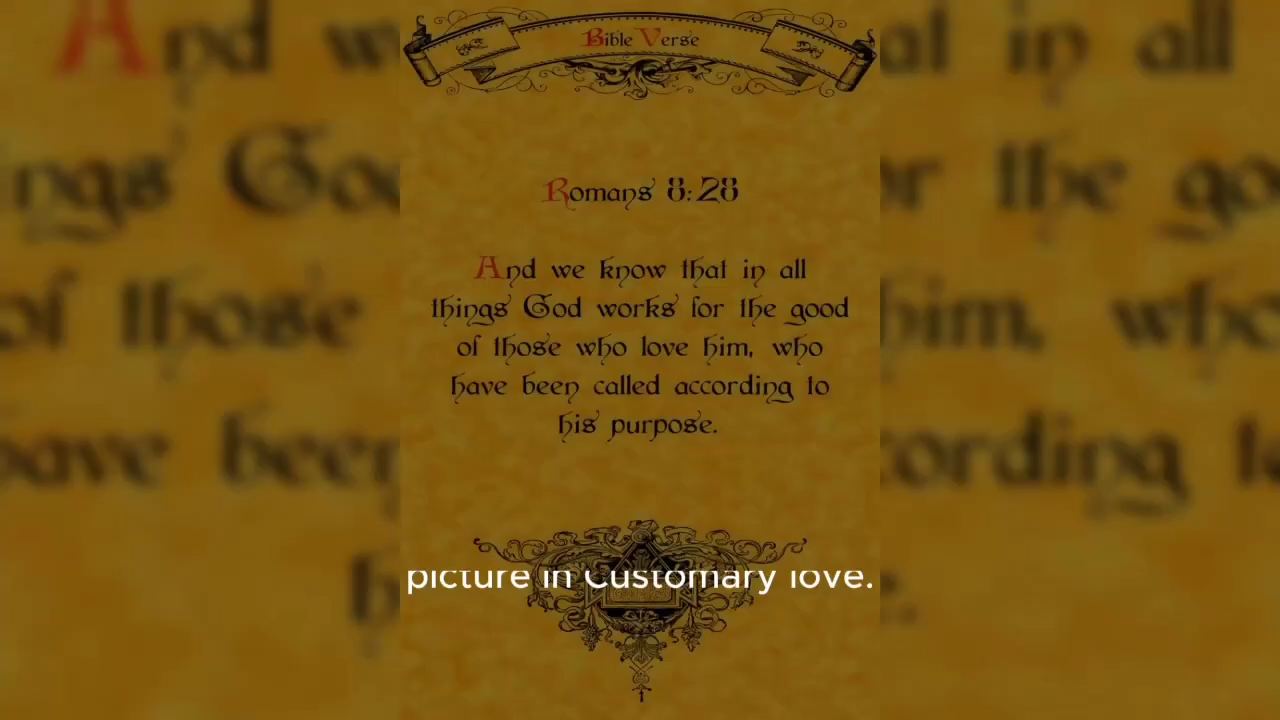 Bible Verse
Romans 8:28
And we know that in all
things God works for the good
of those who love him, who
have been called according to
his purpose.
picture in Customary love.